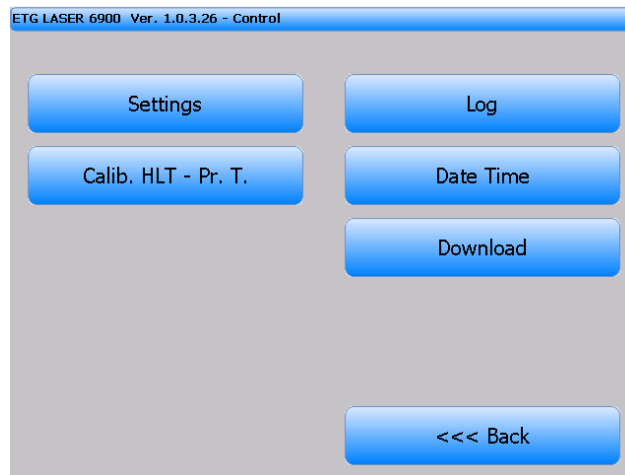 ETG LASER 6900 Ver. 1.0.3.26 - Control
Settings
Log
Calib. HLT - Pr. T.
Date Time
Download
<<< Back